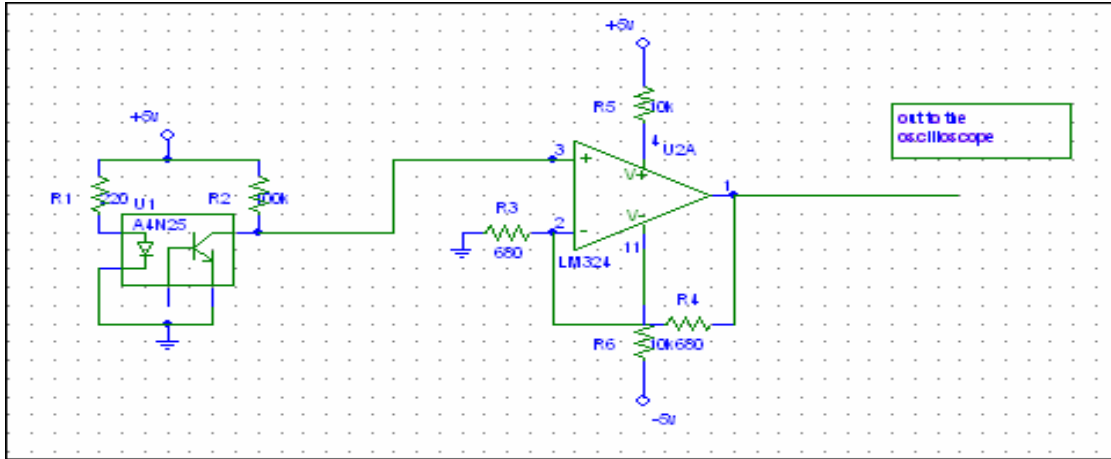 +5v
R5
10k
out to the
oscilloscope
+5v
4
U2A
3
+
V+
1
R1
220
U1
R2
100k
R3
V-
A4N25
2
-
680
11
LM324
R4
R6
10k
680
-5v